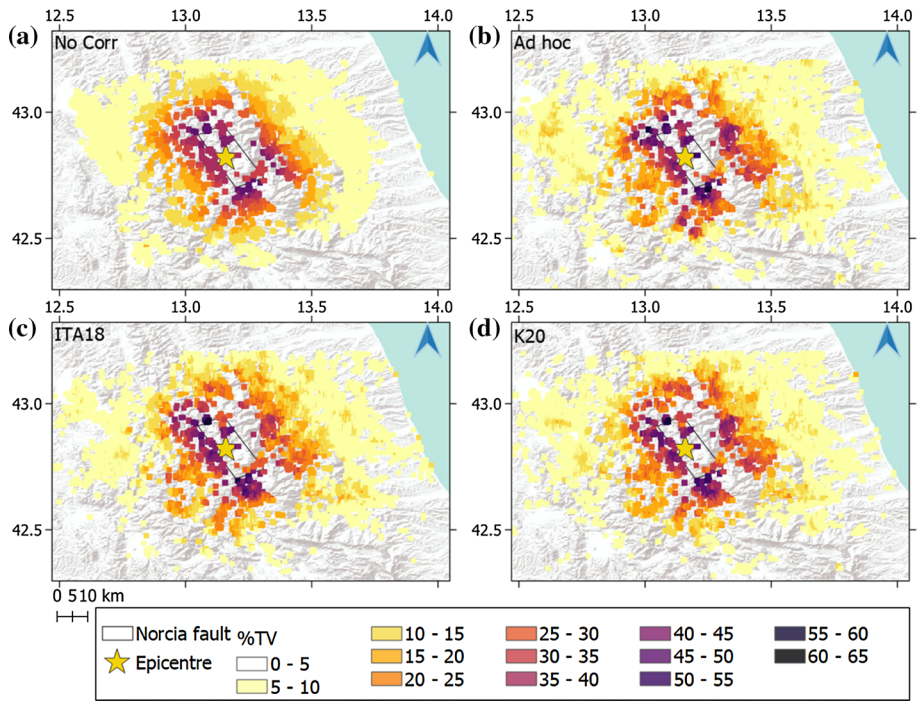 12.5 13.0 13.5 14.0 12.5 13.0 13.5 14.0
(a) No Corr
(b) Ad hoc
43.0 43.0
42.5 42.5
12.5 13.0 13.5 14.0 12.5 13.0 13.5 14.0
(c) ITA18
(d) K20
43.0 43.0
42.5 42.5
0 510 km
Norcia fault
Epicentre
%TV
0 - 5
5 - 10
10 - 15
15 - 20
20 - 25
25 - 30
30 - 35
35 - 40
40 - 45
45 - 50
50 - 55
55 - 60
60 - 65